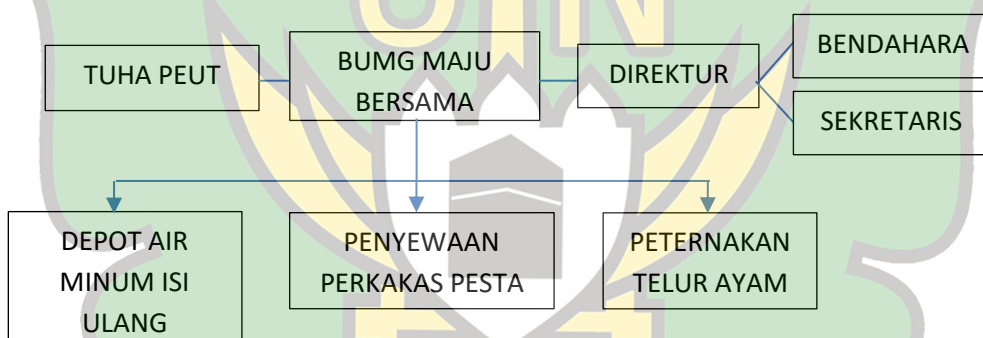 UIN
TUHA PEUT
BUMG MAJU
BERSAMA
DIREKTUR
BENDAHARA
SEKRETARIS
DEPOT AIR
MINUM ISI
ULANG
PENYEWAAN
PERKAKAS PESTA
PETERNAKAN
TELUR AYAM